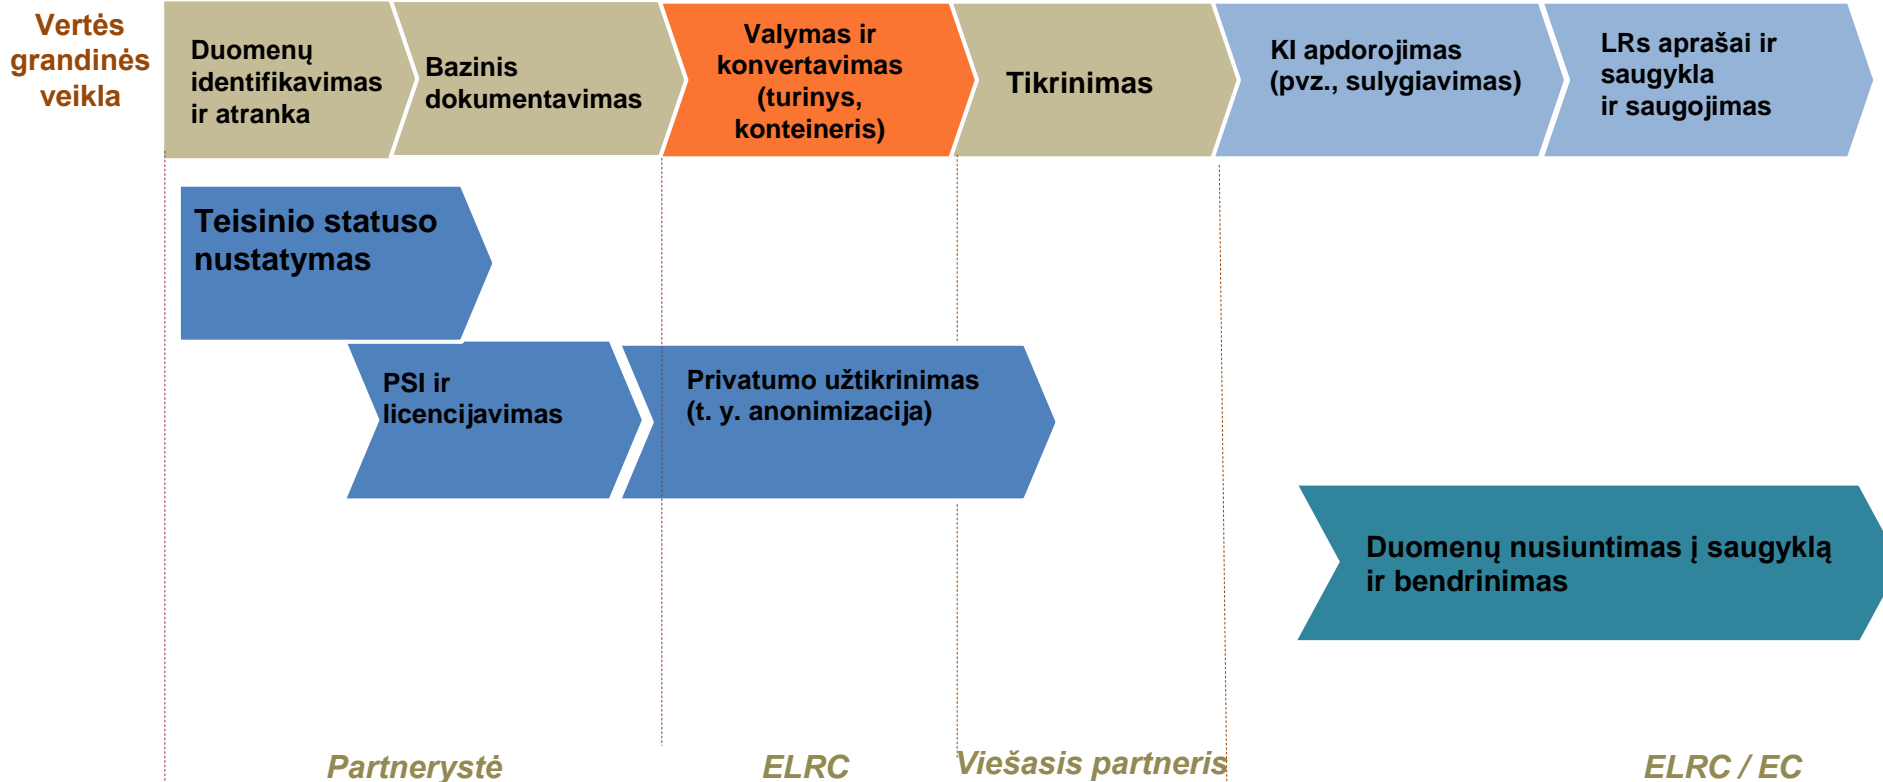 Vertės
grandinės
veikla
Duomenų
identifikavimas
ir atranka
Bazinis
dokumentavimas
Valymas ir
konvertavimas
(turinys,
konteineris)
Tikrinimas
KI apdorojimas
(pvz., sulygiavimas)
LRs aprašai ir
saugykla
ir saugojimas
Teisinio statuso
nustatymas
PSI ir
licencijavimas
Privatumo užtikrinimas
(t. y. anonimizacija)
Duomenų nusiuntimas į saugyklą
ir bendrinimas
Partnerystė
ELRC
Viešasis partneris
ELRC / EC